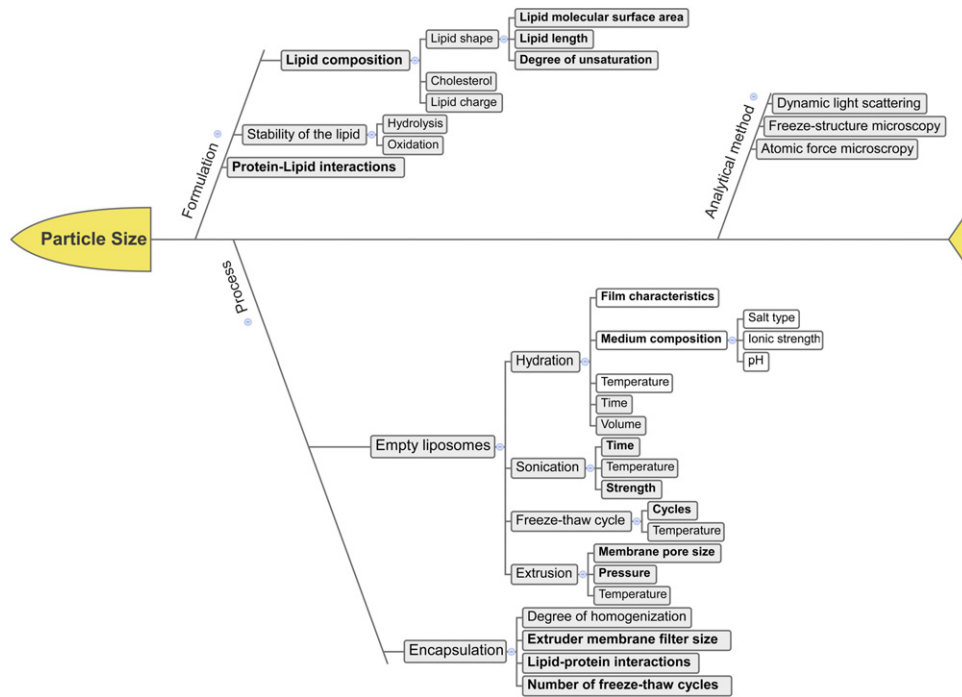 Lipid molecular surface area
Lipid shape
Lipid length
Lipid composition
Degree of unsaturation
Cholesterol
Lipid charge
Stability of the lipid
Hydrolysis
Oxidation
Protein-Lipid interactions
Formulation
Dynamic light scattering
Freeze-structure microscopy
Atomic force microscopy
Analytical method
Particle Size
Process
Film characteristics
Hydration
Medium composition
Salt type
Ionic strength
pH
Temperature
Time
Volume
Empty liposomes
Sonication
Time
Temperature
Strength
Freeze-thaw cycle
Cycles
Temperature
Extrusion
Membrane pore size
Pressure
Temperature
Encapsulation
Degree of homogenization
Extruder membrane filter size
Lipid-protein interactions
Number of freeze-thaw cycles